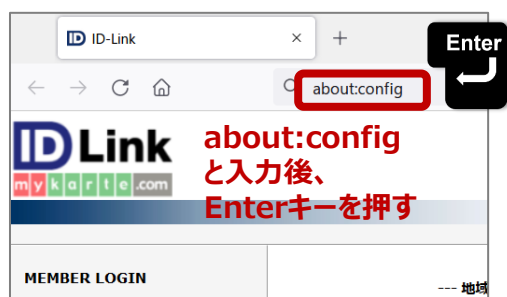 ID-Link
Enter
about:config
ID Link
mykarte.com
about:config
と入力後、
Enterキーを押す
MEMBER LOGIN
--- 地域